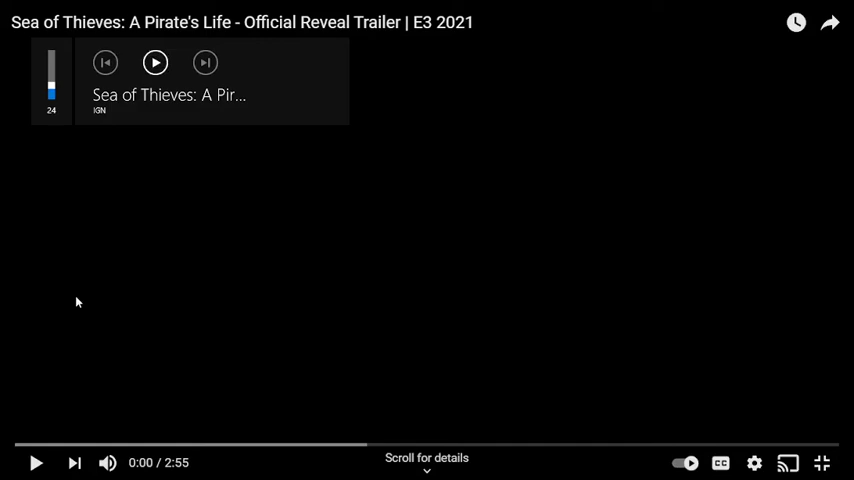 Sea of Thieves: A Pirate's Life - Official Reveal Trailer | E3 2021
Sea of Thieves: A Pir...
IGN
24
0:00 / 2:55
Scroll for details
CC